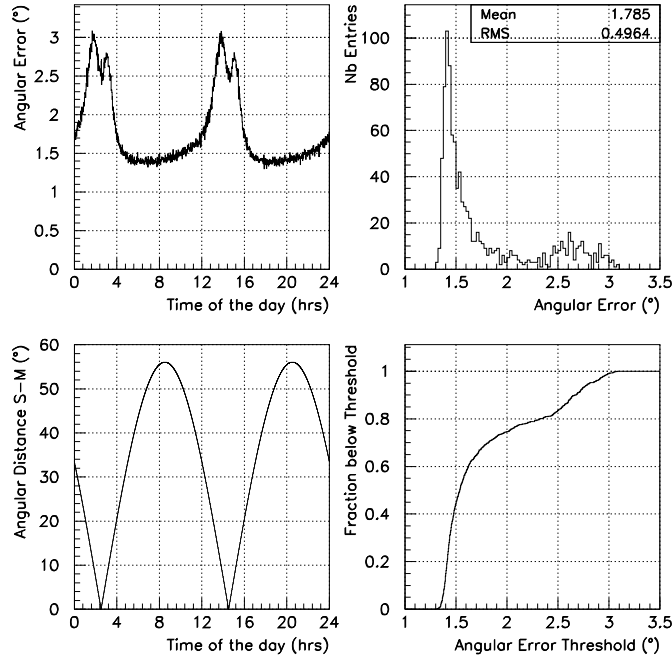 Angular Error (°)
3
2.5
2
1.5
1
0.5
0
0 4 8 12 16 20 24
Time of the day (hrs)
Nb Entries
Mean 1.785
RMS 0.4964
100
80
60
40
20
0
1 1.5 2 2.5 3 3.5
Angular Error (°)
Angular Distance S-M (°)
60
50
40
30
20
10
0
0 4 8 12 16 20 24
Time of the day (hrs)
Fraction below Threshold
1
0.8
0.6
0.4
0.2
0
1 1.5 2 2.5 3 3.5
Angular Error Threshold (°)